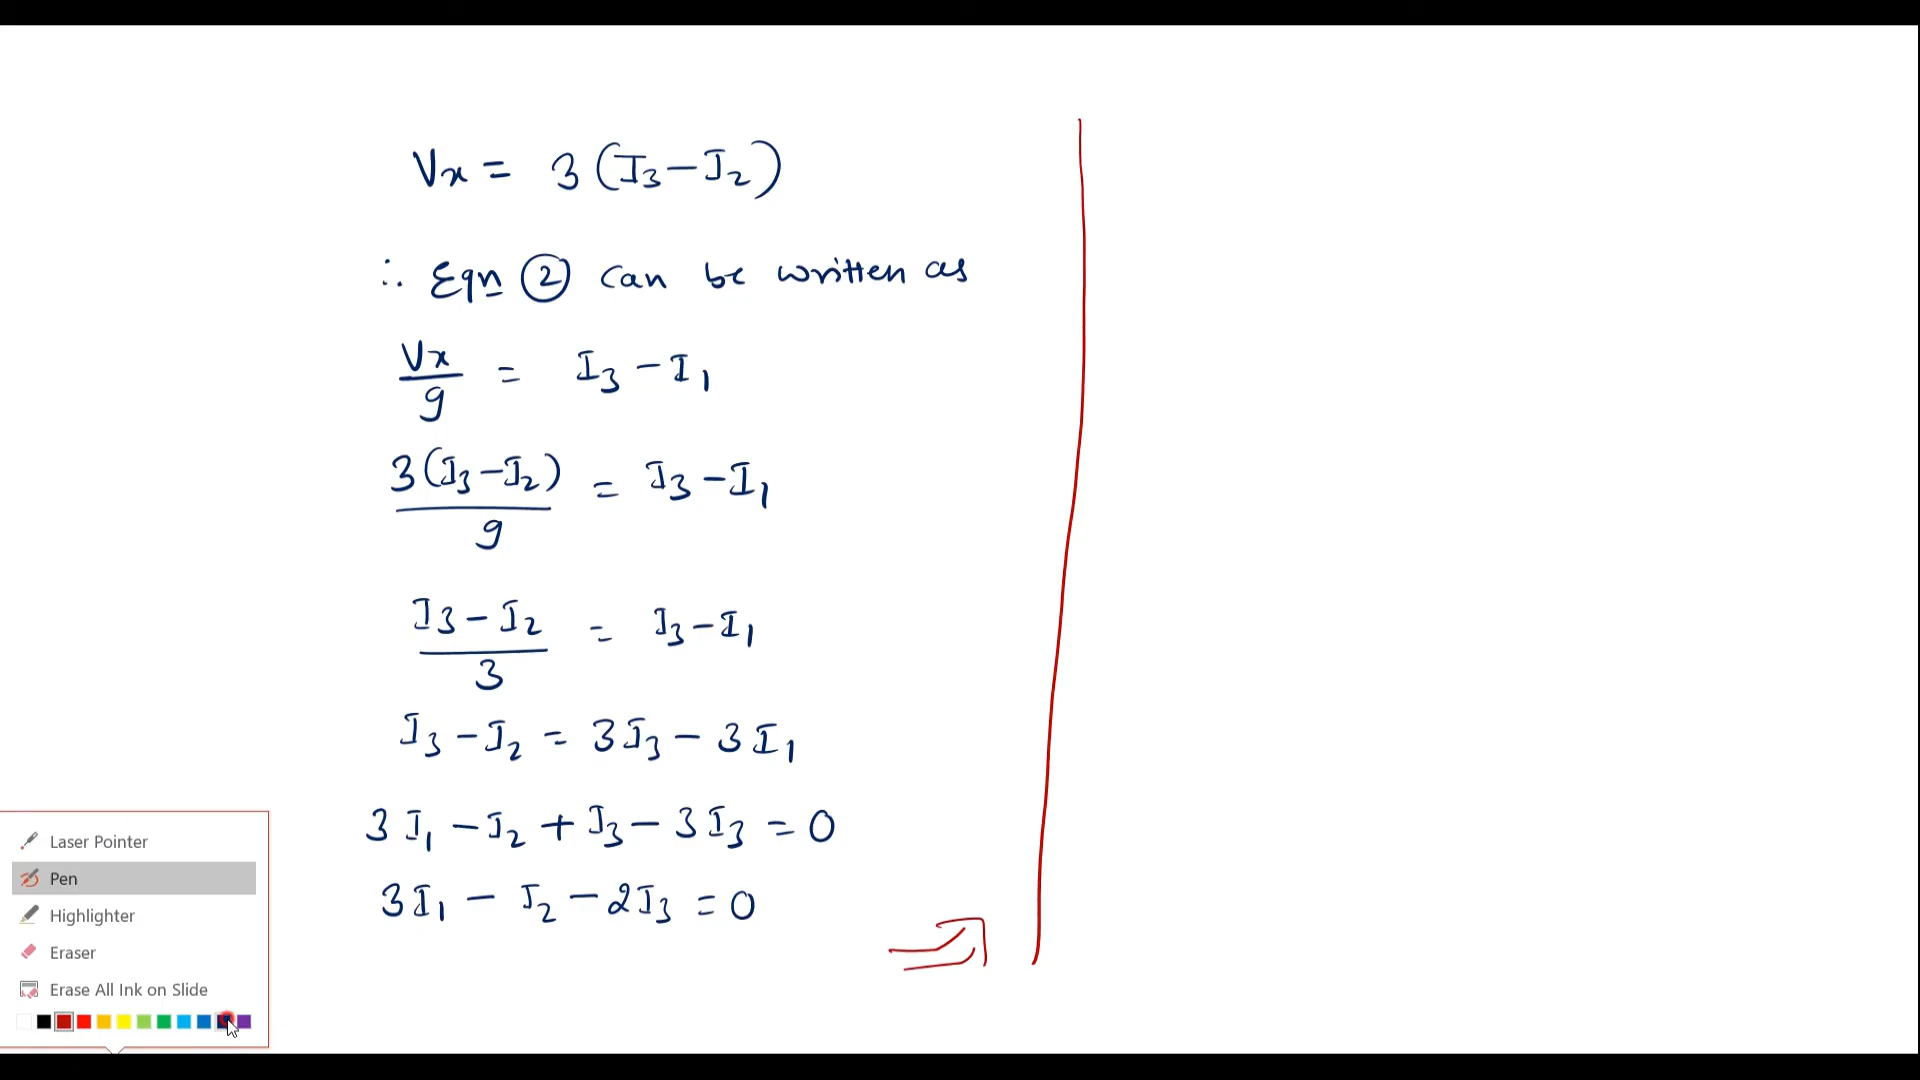 Vx = 3 (I3 − I2)
∴ Eqn ② can be written as
Vx/9 = I3 − I1
3(I3 − I2)/9 = I3 − I1
I3 − I2/3 = I3 − I1
I3 − I2 = 3I3 − 3I1
3I1 − I2 + I3 − 3I3 = 0
3I1 − I2 − 2I3 = 0
Laser Pointer
Pen
Highlighter
Eraser
Erase All Ink on Slide